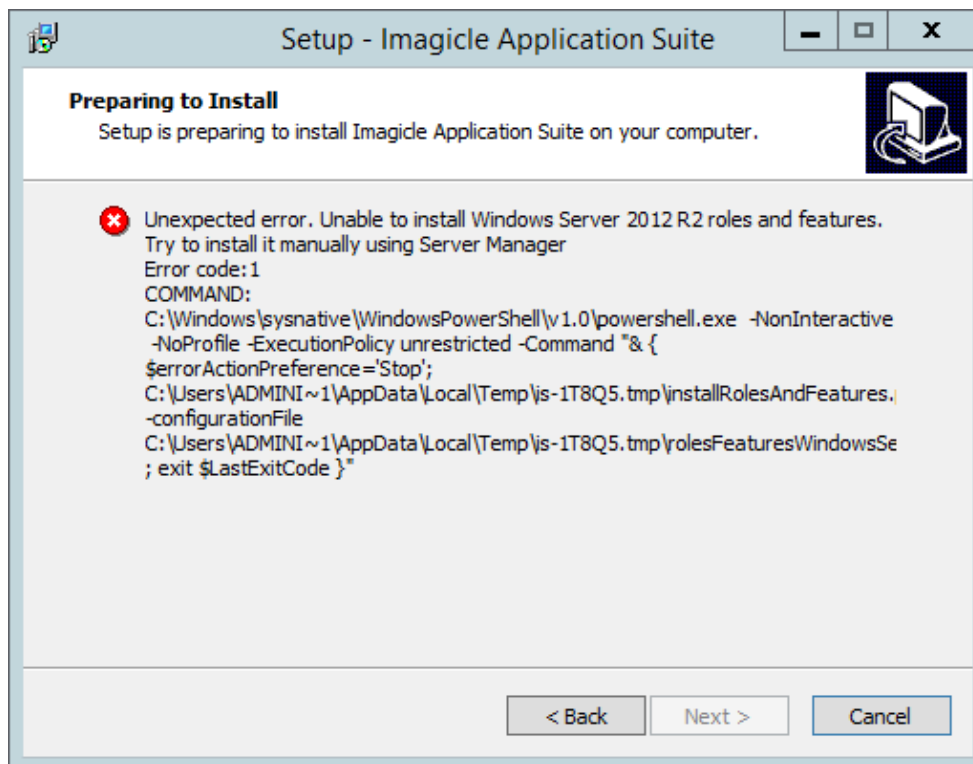 Setup - Imagicle Application Suite
Preparing to Install
Setup is preparing to install Imagicle Application Suite on your computer.
Unexpected error. Unable to install Windows Server 2012 R2 roles and features.
Try to install it manually using Server Manager
Error code:1
COMMAND:
C:\Windows\sysnative\WindowsPowerShell\v1.0\powershell.exe -NonInteractive
-NoProfile -ExecutionPolicy unrestricted -Command "& {
$errorActionPreference='Stop';
C:\Users\ADMINI~1\AppData\Local\Temp\is-1T8Q5.tmp\installRolesAndFeatures.
-configurationFile
C:\Users\ADMINI~1\AppData\Local\Temp\is-1T8Q5.tmp\rolesFeaturesWindowsSe
; exit $LastExitCode }"
< Back Next > Cancel